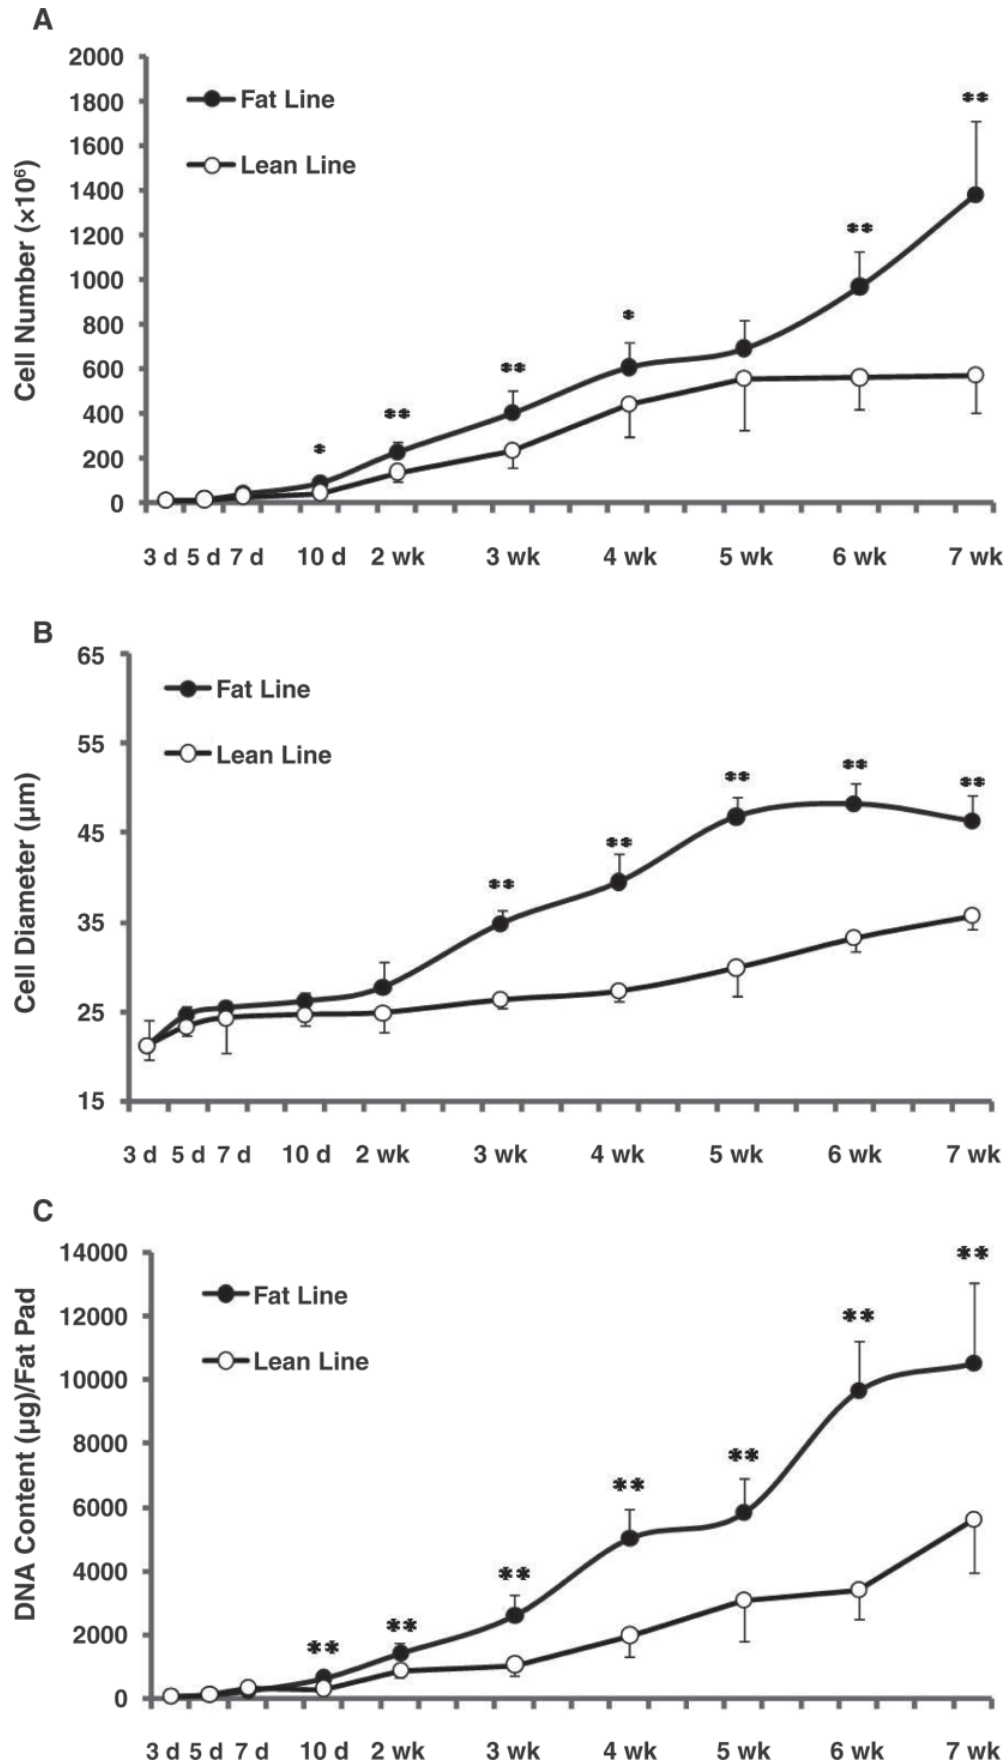 A
2000
1800
1600
1400
1200
1000
800
600
400
200
0
Cell Number (×10⁶)
Fat Line
Lean Line
*
**
**
*
**
**
3 d 5 d 7 d 10 d 2 wk 3 wk 4 wk 5 wk 6 wk 7 wk
B
65
55
45
35
25
15
Cell Diameter (µm)
Fat Line
Lean Line
**
**
**
**
**
3 d 5 d 7 d 10 d 2 wk 3 wk 4 wk 5 wk 6 wk 7 wk
C
14000
12000
10000
8000
6000
4000
2000
0
DNA Content (µg)/Fat Pad
Fat Line
Lean Line
**
**
**
**
**
**
**
3 d 5 d 7 d 10 d 2 wk 3 wk 4 wk 5 wk 6 wk 7 wk